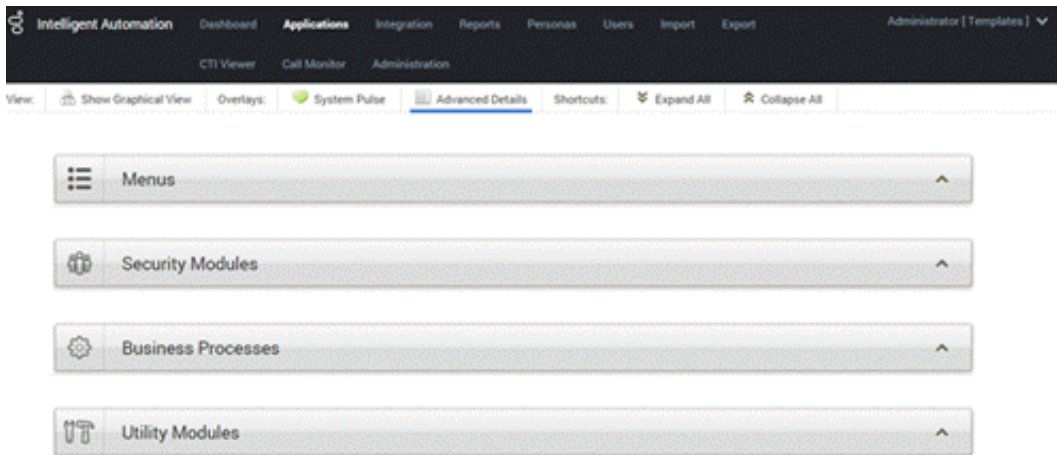 Intelligent Automation Dashboard Applications Integration Reports Personas Users Import Export Administrator [ Templates ]
CTI Viewer Call Monitor Administration
View: Show Graphical View Overlays: System Pulse Advanced Details Shortcuts: Expand All Collapse All
Menus
Security Modules
Business Processes
Utility Modules